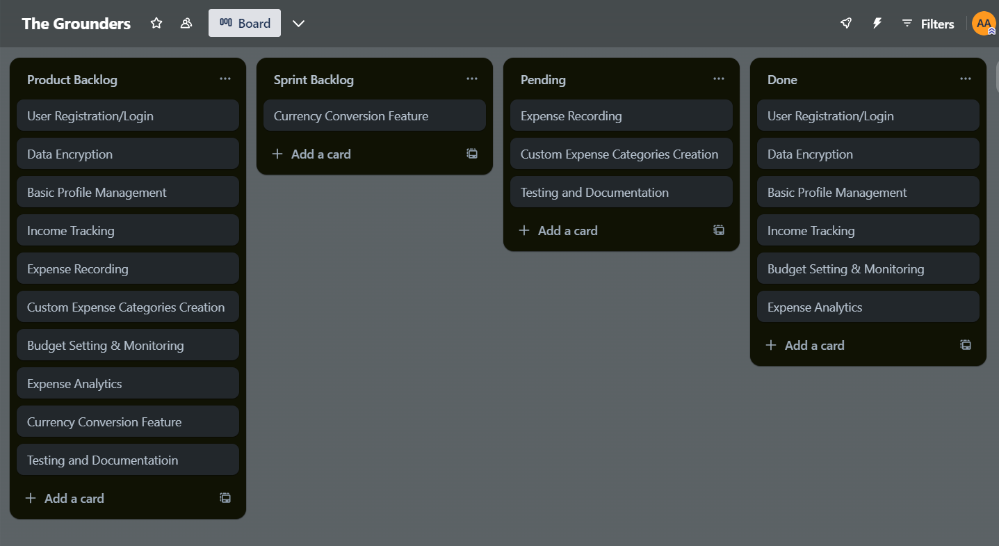 The Grounders
Board
Filters
AA
Product Backlog
User Registration/Login
Data Encryption
Basic Profile Management
Income Tracking
Expense Recording
Custom Expense Categories Creation
Budget Setting & Monitoring
Expense Analytics
Currency Conversion Feature
Testing and Documentatioin
Add a card
Sprint Backlog
Currency Conversion Feature
Add a card
Pending
Expense Recording
Custom Expense Categories Creation
Testing and Documentation
Add a card
Done
User Registration/Login
Data Encryption
Basic Profile Management
Income Tracking
Budget Setting & Monitoring
Expense Analytics
Add a card